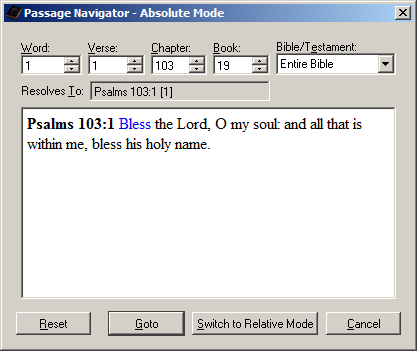 Passage Navigator - Absolute Mode
Word: Verse: Chapter: Book: Bible/Testament:
1 1 103 19 Entire Bible
Resolves To: Psalms 103:1 [1]
Psalms 103:1 Bless the Lord, O my soul: and all that is
within me, bless his holy name.
Reset Goto Switch to Relative Mode Cancel